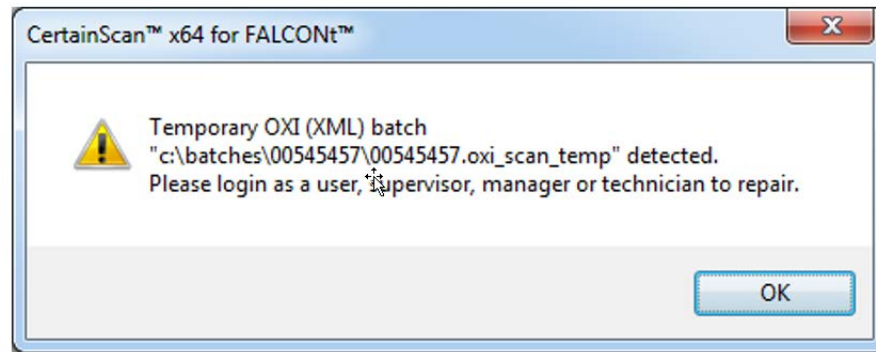 CertainScan™ x64 for FALCONt™
Temporary OXI (XML) batch
"c:\batches\00545457\00545457.oxi_scan_temp" detected.
Please login as a user, supervisor, manager or technician to repair.
OK